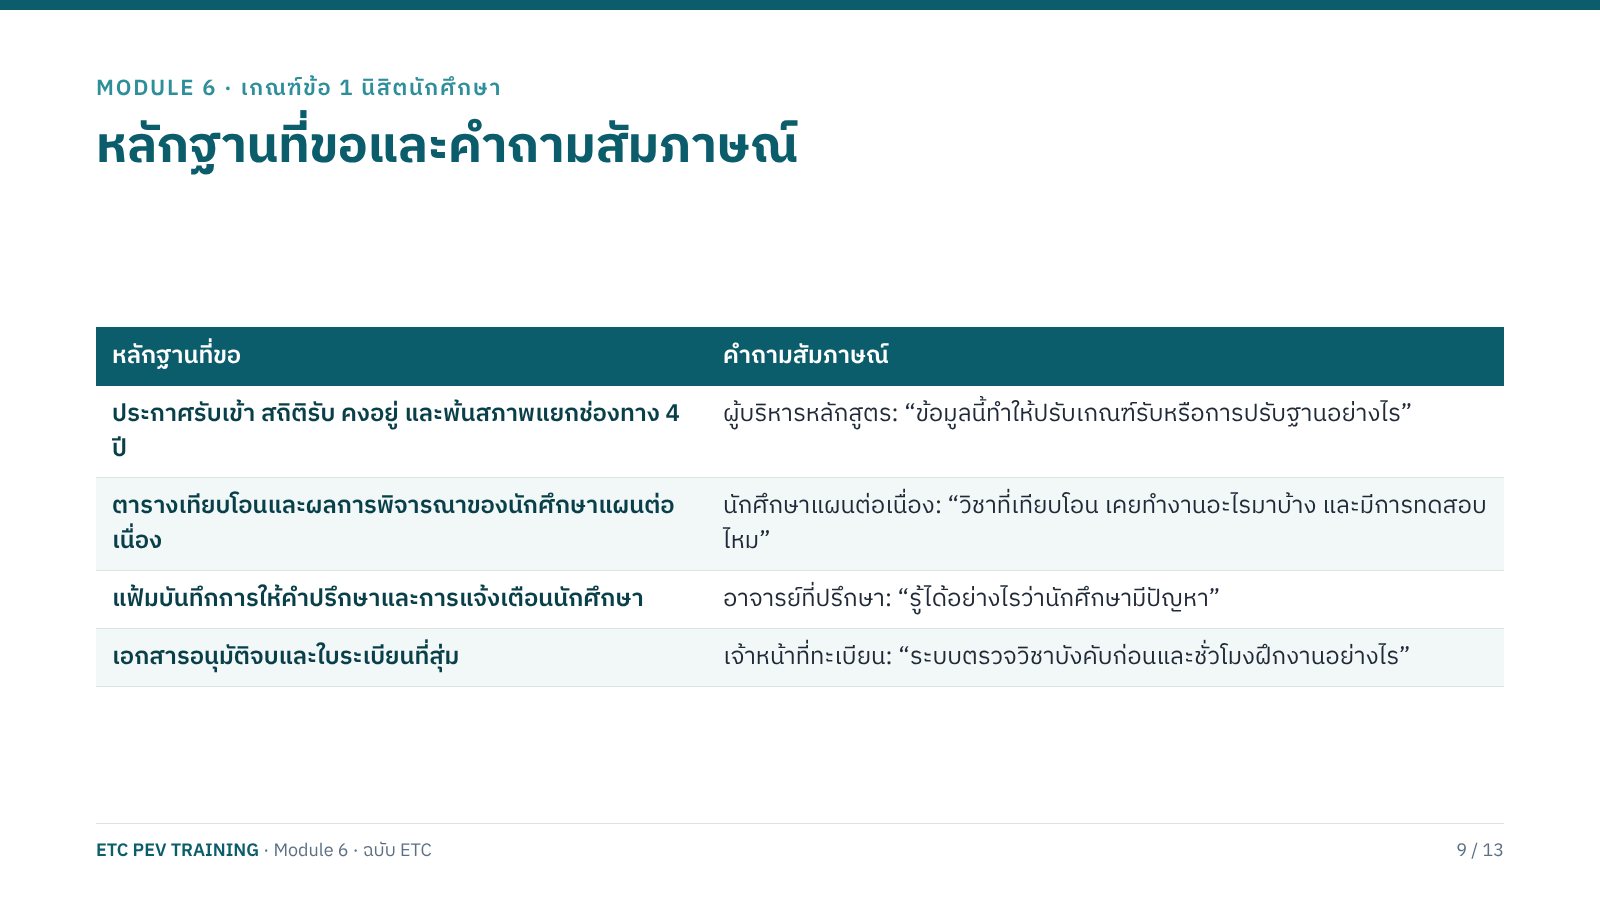 MODULE 6 · เกณฑ์ข้อ 1 นิสิตนักศึกษา
หลักฐานที่ขอและคำถามสัมภาษณ์
หลักฐานที่ขอ
คำถามสัมภาษณ์
ประกาศรับเข้า สถิติรับ คงอยู่ และพ้นสภาพแยกช่องทาง 4
ปี
ผู้บริหารหลักสูตร: “ข้อมูลนี้ทำให้ปรับเกณฑ์รับหรือการปรับฐานอย่างไร”
ตารางเทียบโอนและผลการพิจารณาของนักศึกษาแผนต่อ
เนื่อง
นักศึกษาแผนต่อเนื่อง: “วิชาที่เทียบโอน เคยทำงานอะไรมาบ้าง และมีการทดสอบ
ไหม”
แฟ้มบันทึกการให้คำปรึกษาและการแจ้งเตือนนักศึกษา
อาจารย์ที่ปรึกษา: “รู้ได้อย่างไรว่านักศึกษามีปัญหา”
เอกสารอนุมัติจบและใบระเบียนที่สุ่ม
เจ้าหน้าที่ทะเบียน: “ระบบตรวจวิชาบังคับก่อนและชั่วโมงฝึกงานอย่างไร”
ETC PEV TRAINING · Module 6 · ฉบับ ETC
9 / 13